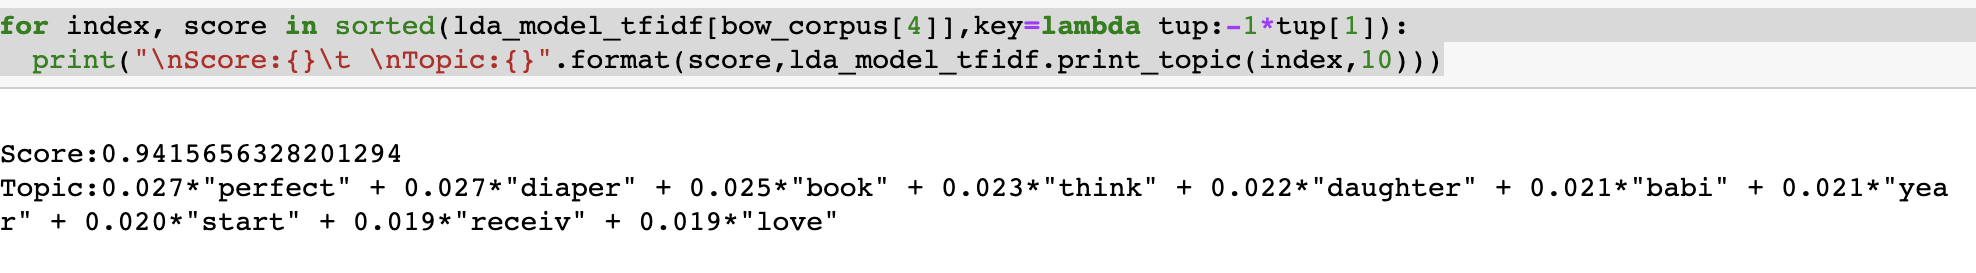 for index, score in sorted(lda_model_tfidf[bow_corpus[4]],key=lambda tup:-1*tup[1]):
  print("\nScore:{}\t \nTopic:{}".format(score,lda_model_tfidf.print_topic(index,10)))
Score:0.9415656328201294
Topic:0.027*"perfect" + 0.027*"diaper" + 0.025*"book" + 0.023*"think" + 0.022*"daughter" + 0.021*"babi" + 0.021*"yea
r" + 0.020*"start" + 0.019*"receiv" + 0.019*"love"